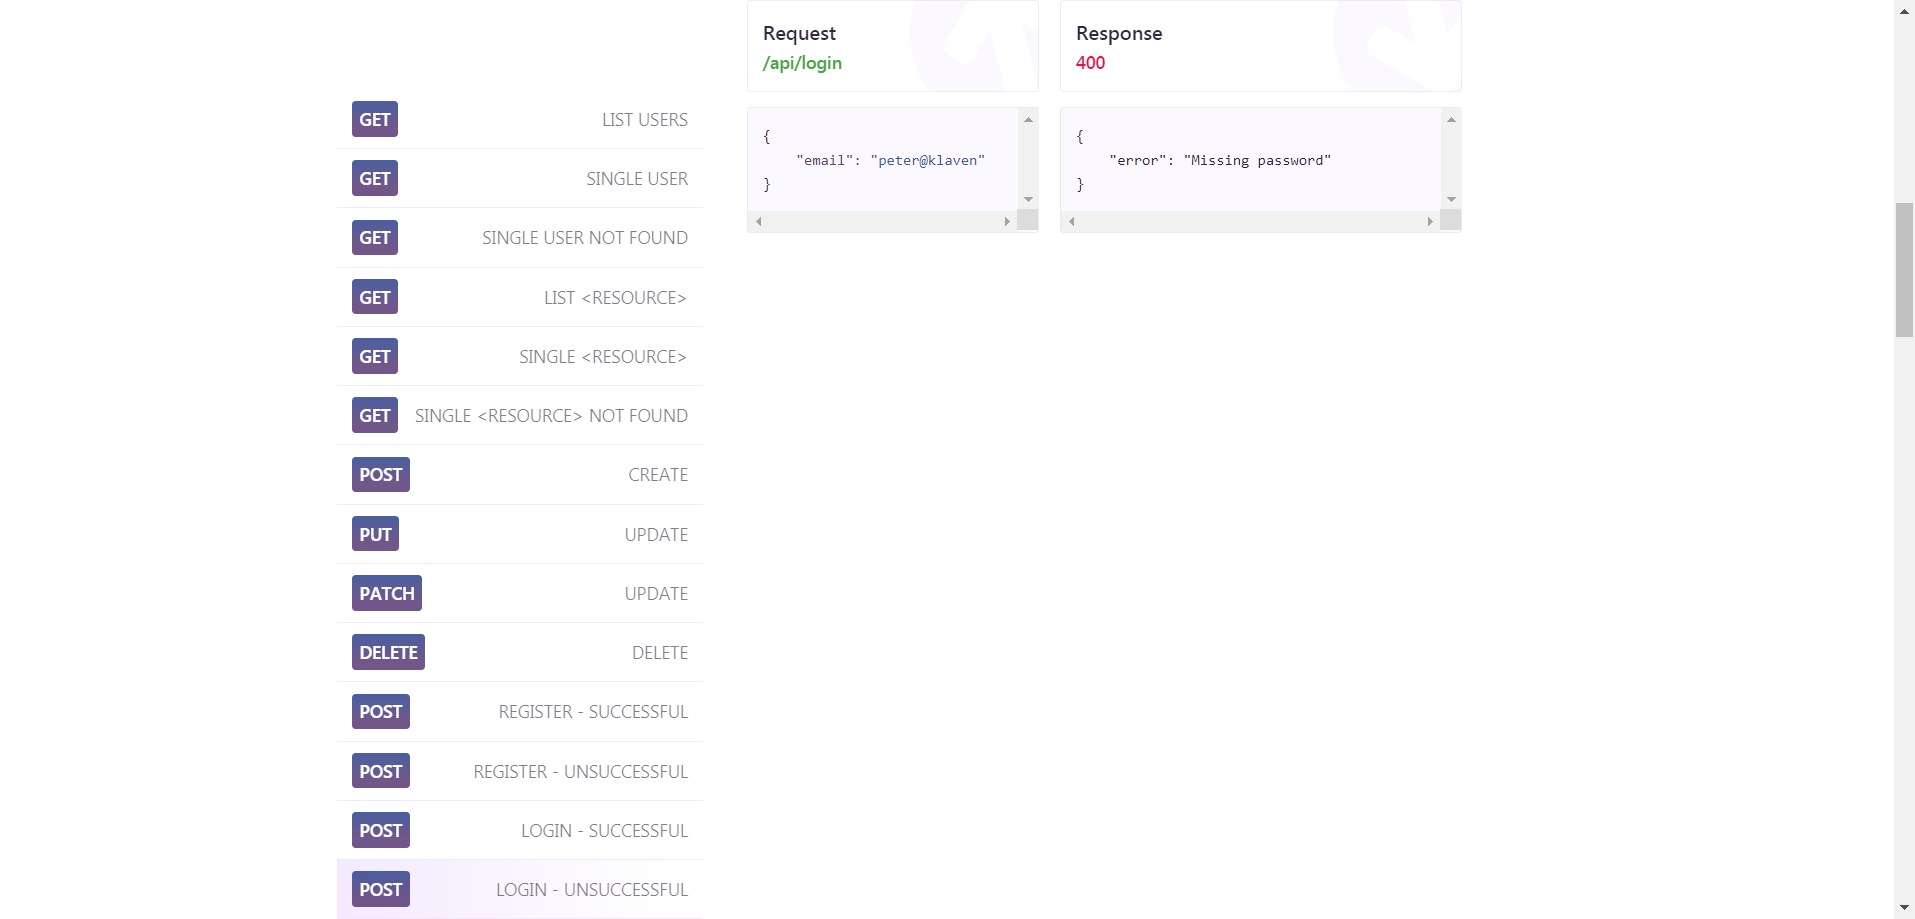 Request
/api/login
Response
400
{
"email": "peter@klaven"
}
{
"error": "Missing password"
}
GET LIST USERS
GET SINGLE USER
GET SINGLE USER NOT FOUND
GET LIST <RESOURCE>
GET SINGLE <RESOURCE>
GET SINGLE <RESOURCE> NOT FOUND
POST CREATE
PUT UPDATE
PATCH UPDATE
DELETE DELETE
POST REGISTER - SUCCESSFUL
POST REGISTER - UNSUCCESSFUL
POST LOGIN - SUCCESSFUL
POST LOGIN - UNSUCCESSFUL